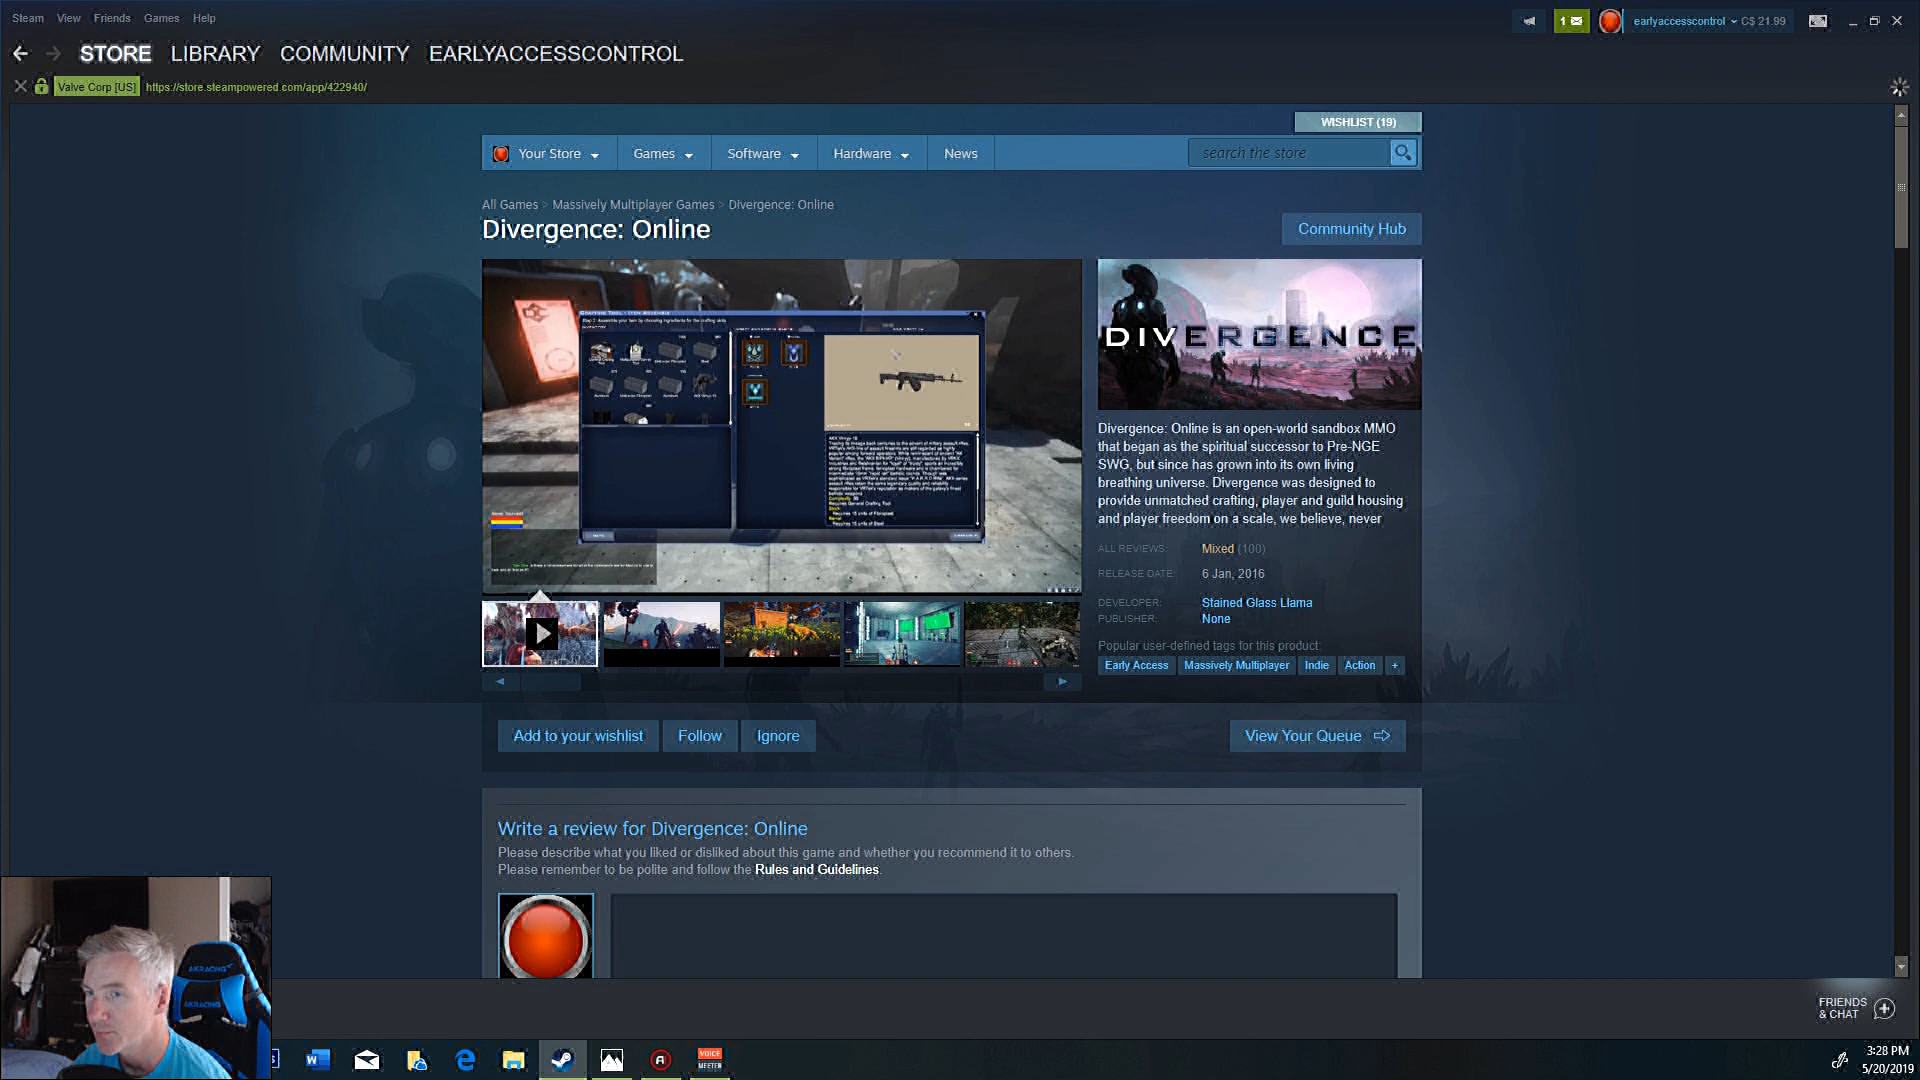 Steam View Friends Games Help
1
earlyaccesscontrol C$ 21.99
STORE LIBRARY COMMUNITY EARLYACCESSCONTROL
Valve Corp [US] https://store.steampowered.com/app/422940/
WISHLIST (19)
Your Store Games Software Hardware News
search the store
All Games > Massively Multiplayer Games > Divergence: Online
Divergence: Online
Community Hub
DIVERGENCE
Divergence: Online is an open-world sandbox MMO
that began as the spiritual successor to Pre-NGE
SWG, but since has grown into its own living
breathing universe. Divergence was designed to
provide unmatched crafting, player and guild housing
and player freedom on a scale, we believe, never
ALL REVIEWS: Mixed (100)
RELEASE DATE: 6 Jan, 2016
DEVELOPER: Stained Glass Llama
PUBLISHER: None
Popular user-defined tags for this product:
Early Access Massively Multiplayer Indie Action +
Add to your wishlist Follow Ignore
View Your Queue
Write a review for Divergence: Online
Please describe what you liked or disliked about this game and whether you recommend it to others.
Please remember to be polite and follow the Rules and Guidelines.
AKRACING
AKRACING
FRIENDS
& CHAT
VOICE
MEETER
3:28 PM
5/20/2019